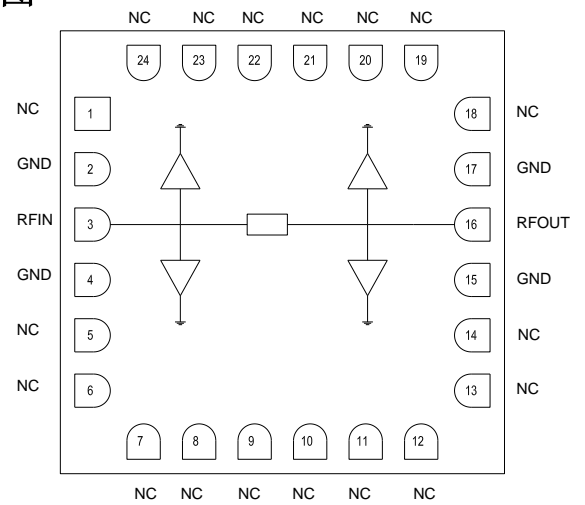 图
NC NC NC NC NC NC
24 23 22 21 20 19
NC 1 18 NC
GND 2 17 GND
RFIN 3 16 RFOUT
GND 4 15 GND
NC 5 14 NC
NC 6 13 NC
7 8 9 10 11 12
NC NC NC NC NC NC